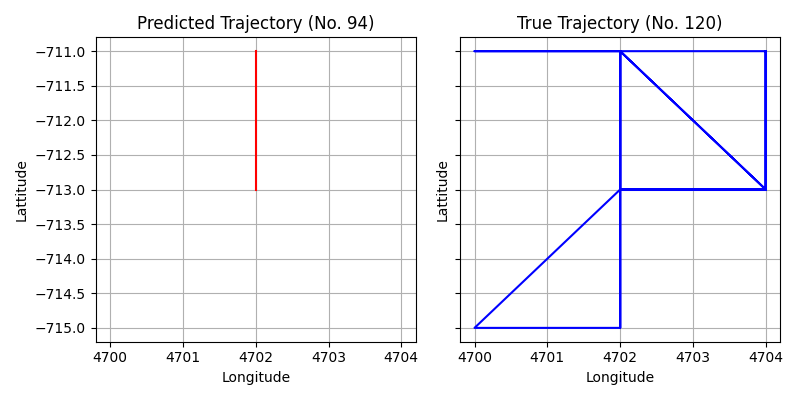 Predicted Trajectory (No. 94)
True Trajectory (No. 120)
−711.0
−711.5
−712.0
−712.5
−713.0
−713.5
−714.0
−714.5
−715.0
Lattitude
Lattitude
4700 4701 4702 4703 4704
4700 4701 4702 4703 4704
Longitude
Longitude